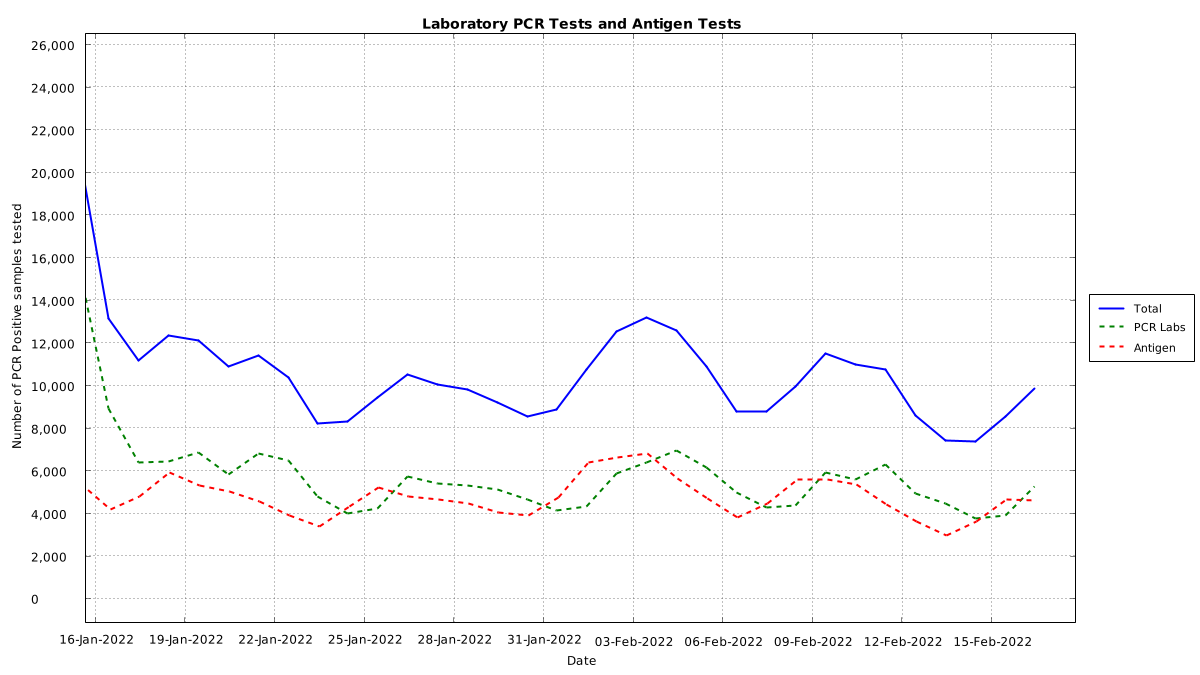 Laboratory PCR Tests and Antigen Tests
Number of PCR Positive samples tested
26,000
24,000
22,000
20,000
18,000
16,000
14,000
12,000
10,000
8,000
6,000
4,000
2,000
0
16-Jan-2022 19-Jan-2022 22-Jan-2022 25-Jan-2022 28-Jan-2022 31-Jan-2022 03-Feb-2022 06-Feb-2022 09-Feb-2022 12-Feb-2022 15-Feb-2022
Date
Total
PCR Labs
Antigen